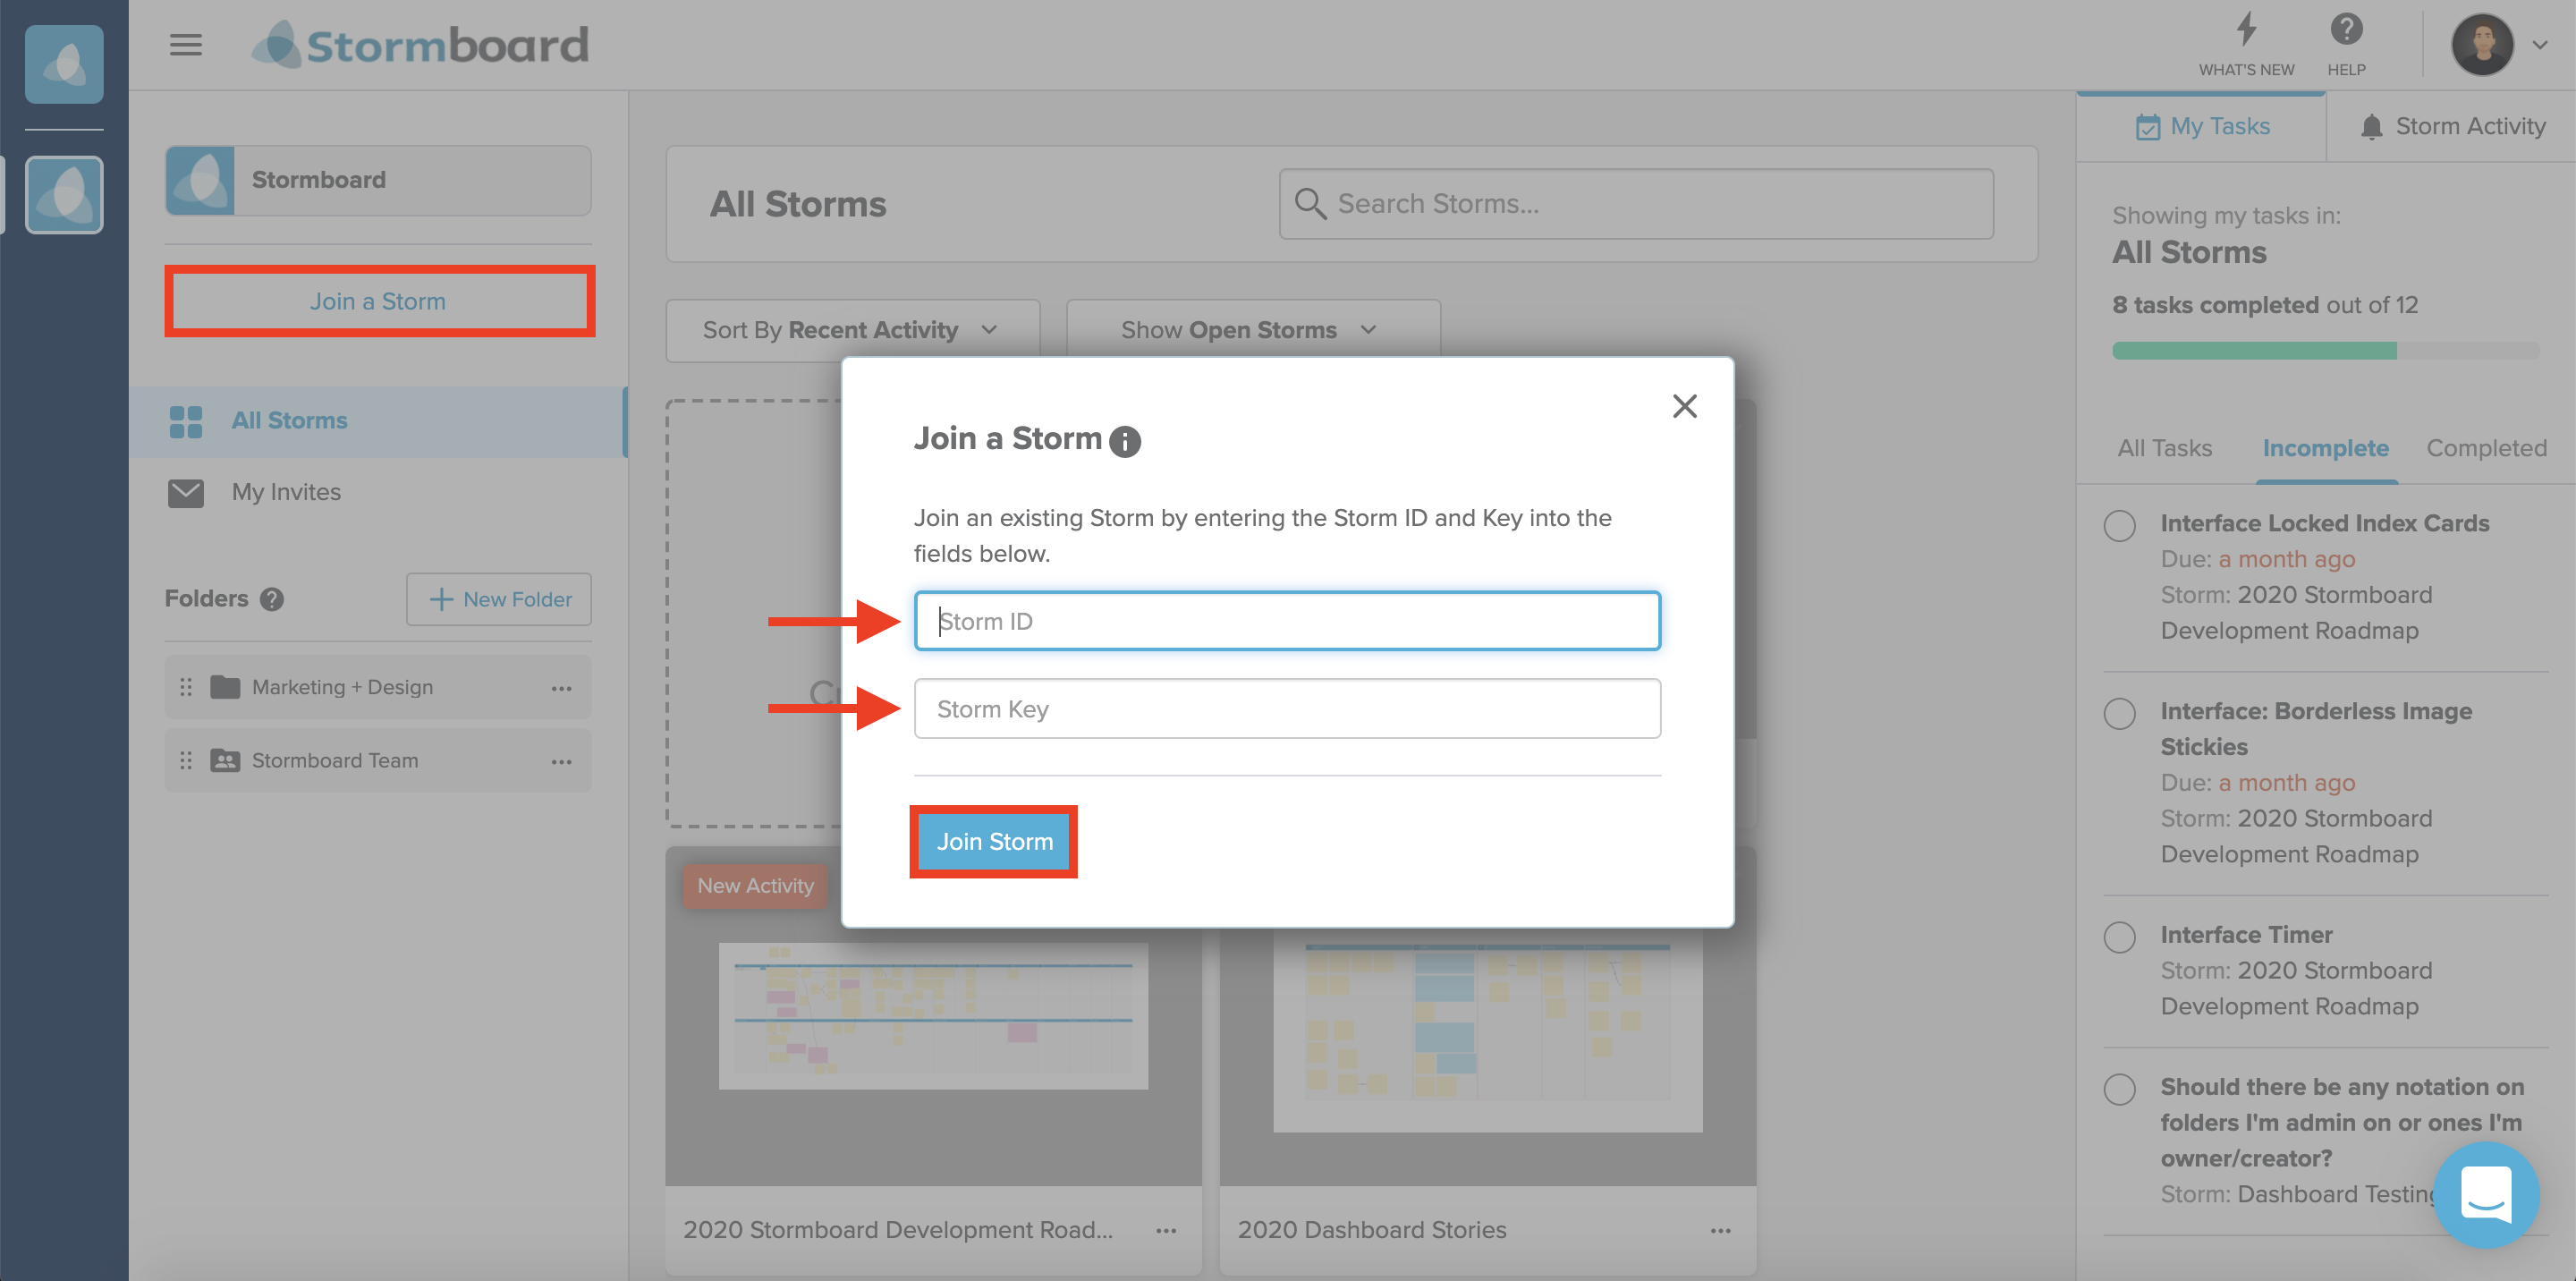 Stormboard
WHAT'S NEW
HELP
Stormboard
Join a Storm
All Storms
My Invites
Folders
New Folder
Marketing + Design
Stormboard Team
All Storms
Search Storms...
Sort By Recent Activity
Show Open Storms
Join a Storm
Join an existing Storm by entering the Storm ID and Key into the
fields below.
Storm ID
Storm Key
Join Storm
New Activity
2020 Stormboard Development Road...
2020 Dashboard Stories
My Tasks
Storm Activity
Showing my tasks in:
All Storms
8 tasks completed out of 12
All Tasks
Incomplete
Completed
Interface Locked Index Cards
Due: a month ago
Storm: 2020 Stormboard
Development Roadmap
Interface: Borderless Image
Stickies
Due: a month ago
Storm: 2020 Stormboard
Development Roadmap
Interface Timer
Storm: 2020 Stormboard
Development Roadmap
Should there be any notation on
folders I'm admin on or ones I'm
owner/creator?
Storm: Dashboard Testing